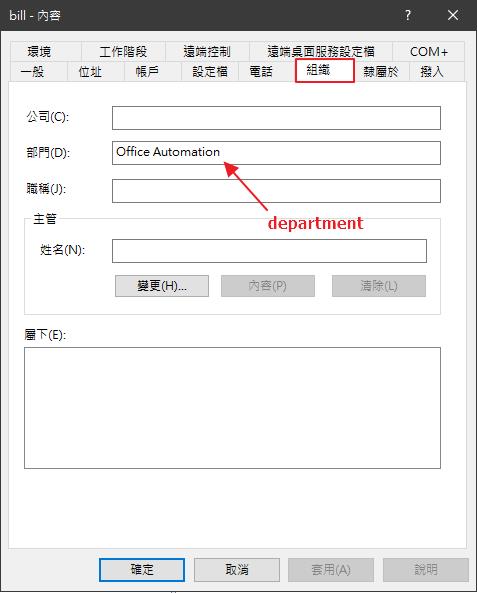 bill - 內容
?
環境 工作階段 遠端控制 遠端桌面服務設定檔 COM+
一般 位址 帳戶 設定檔 電話 組織 隸屬於 撥入
公司(C):
部門(D): Office Automation
職稱(J):
department
主管
姓名(N):
變更(H)... 內容(P) 清除(L)
屬下(E):
確定 取消 套用(A) 說明